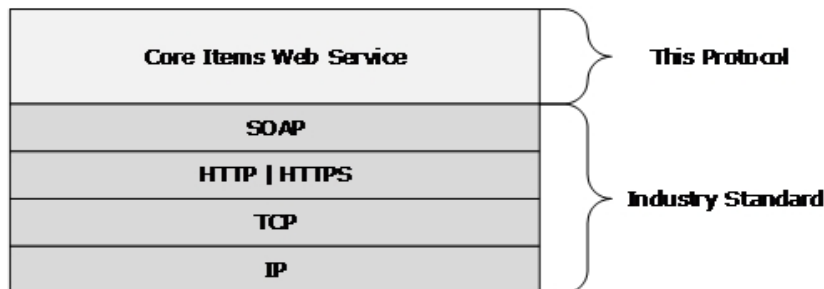 Core Items Web Service
This Protocol
SOAP
HTTP | HTTPS
TCP
Industry Standard
IP